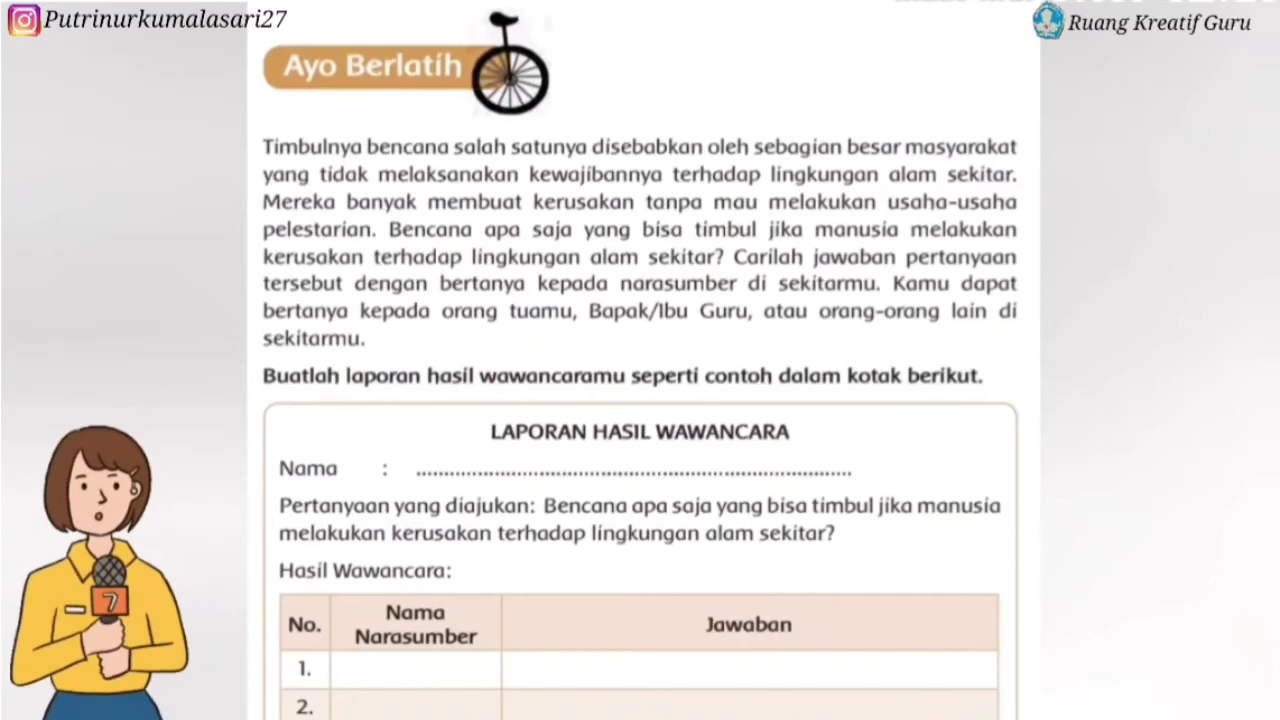 Putrinurkumalasari27
Ruang Kreatif Guru
Ayo Berlatih
Timbulnya bencana salah satunya disebabkan oleh sebagian besar masyarakat
yang tidak melaksanakan kewajibannya terhadap lingkungan alam sekitar.
Mereka banyak membuat kerusakan tanpa mau melakukan usaha-usaha
pelestarian. Bencana apa saja yang bisa timbul jika manusia melakukan
kerusakan terhadap lingkungan alam sekitar? Carilah jawaban pertanyaan
tersebut dengan bertanya kepada narasumber di sekitarmu. Kamu dapat
bertanya kepada orang tuamu, Bapak/Ibu Guru, atau orang-orang lain di
sekitarmu.
Buatlah laporan hasil wawancaramu seperti contoh dalam kotak berikut.
LAPORAN HASIL WAWANCARA
Nama : ..............................................................................
Pertanyaan yang diajukan: Bencana apa saja yang bisa timbul jika manusia
melakukan kerusakan terhadap lingkungan alam sekitar?
Hasil Wawancara:
No.
Nama
Narasumber
Jawaban
1.
2.
7